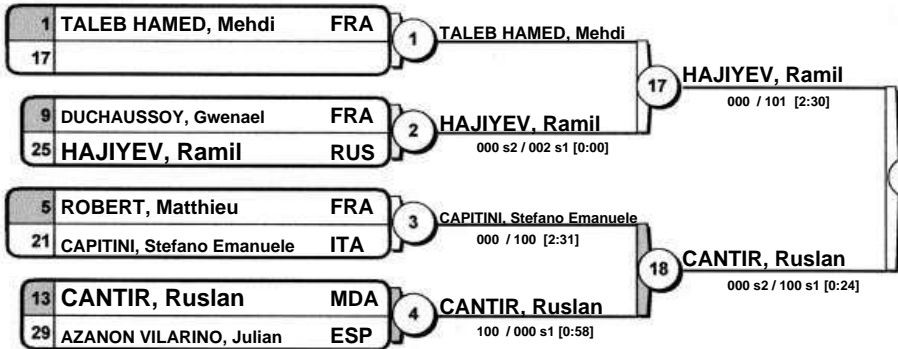 1 TALEB HAMED, Mehdi FRA
17
1 TALEB HAMED, Mehdi
9 DUCHAUSSOY, Gwenael FRA
25 HAJIYEV, Ramil RUS
2 HAJIYEV, Ramil
000 s2 / 002 s1 [0:00]
17 HAJIYEV, Ramil
000 / 101 [2:30]
5 ROBERT, Matthieu FRA
21 CAPITINI, Stefano Emanuele ITA
3 CAPITINI, Stefano Emanuele
000 / 100 [2:31]
13 CANTIR, Ruslan MDA
29 AZANON VILARINO, Julian ESP
4 CANTIR, Ruslan
100 / 000 s1 [0:58]
18 CANTIR, Ruslan
000 s2 / 100 s1 [0:24]